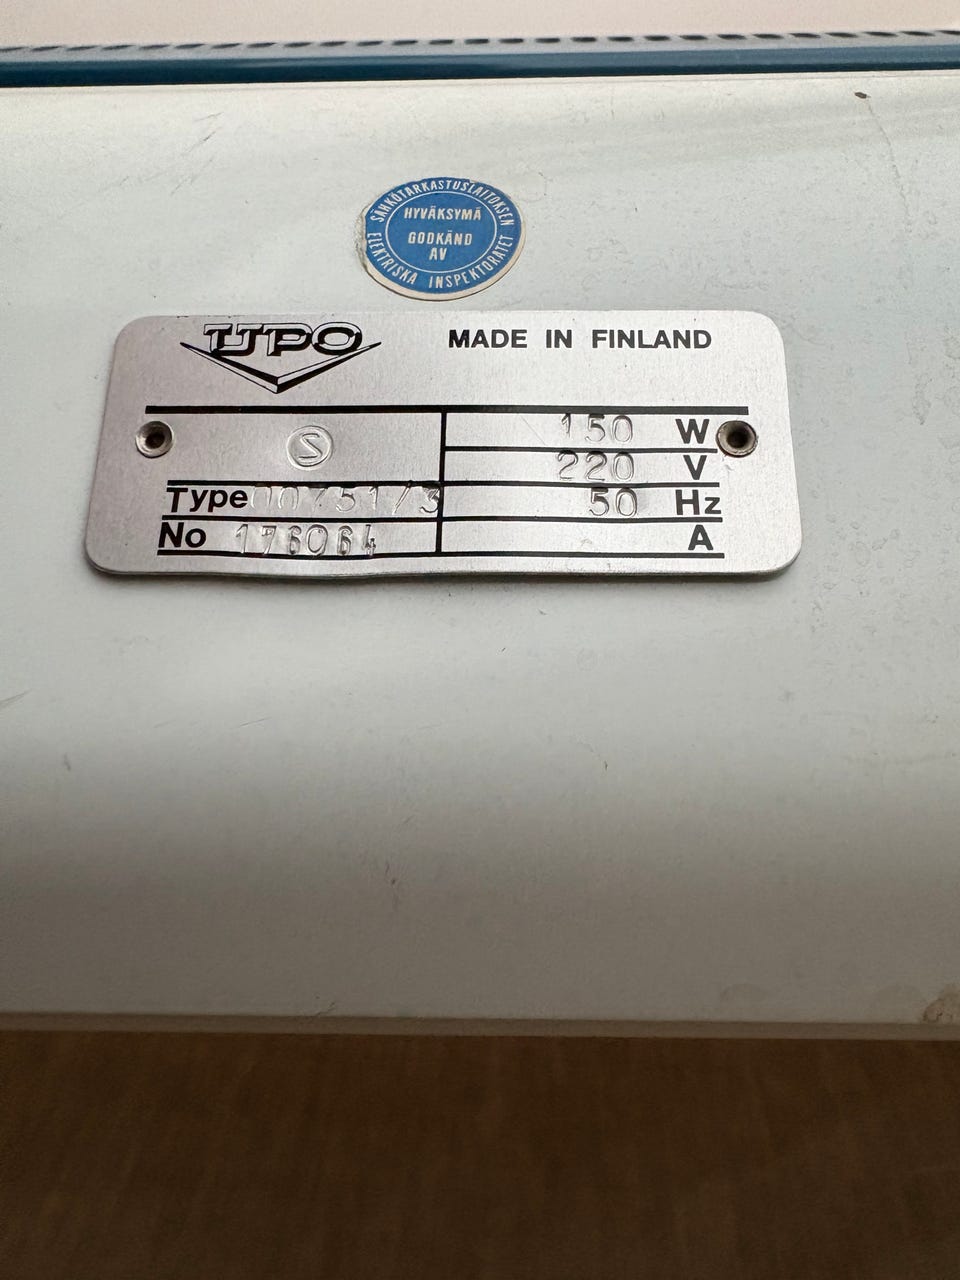 SÄHKÖTARKASTUSLAITOKSEN
HYVÄKSYMÄ
GODKÄND
AV
ELEKTRISKA INSPEKTORATET
UPO MADE IN FINLAND
150 W
S
220 V
Type 50 Hz
No 176064 A